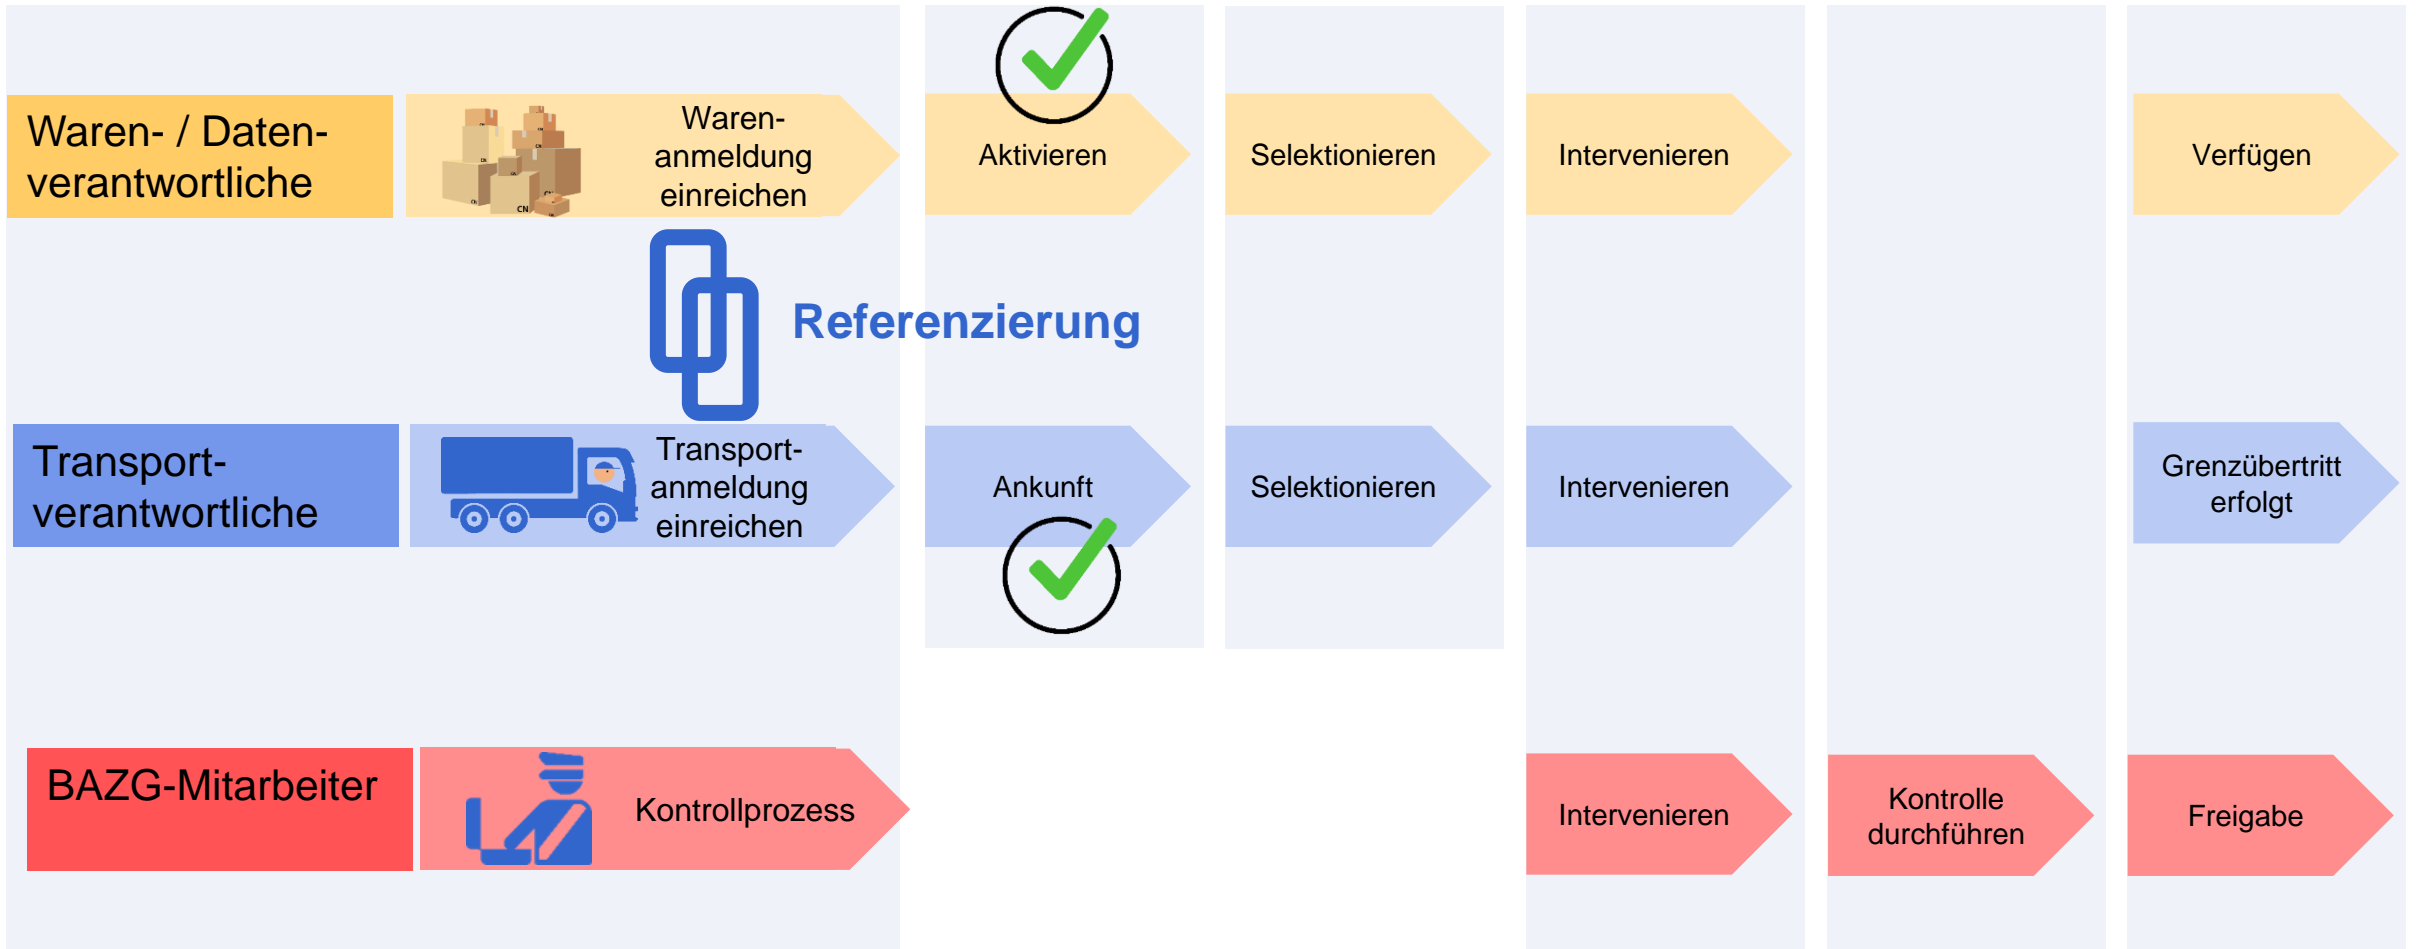 Waren- / Daten-
verantwortliche
Waren-
anmeldung
einreichen
Aktivieren
Selektionieren
Intervenieren
Verfügen
CN
Referenzierung
Transport-
verantwortliche
Transport-
anmeldung
einreichen
Ankunft
Selektionieren
Intervenieren
Grenzübertritt
erfolgt
BAZG-Mitarbeiter
Kontrollprozess
Intervenieren
Kontrolle
durchführen
Freigabe